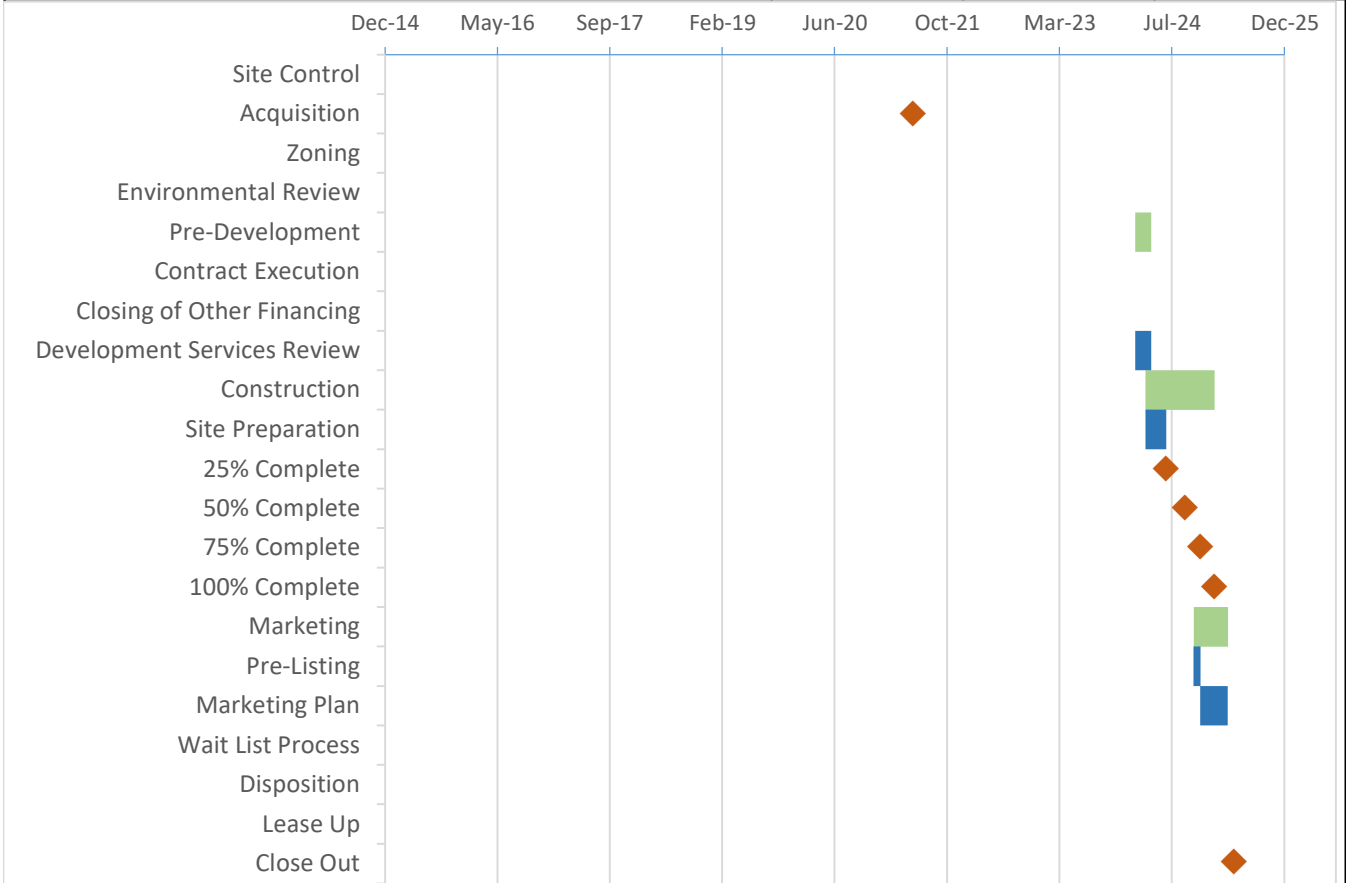 Dec-14 May-16 Sep-17 Feb-19 Jun-20 Oct-21 Mar-23 Jul-24 Dec-25
Site Control
Acquisition
Zoning
Environmental Review
Pre-Development
Contract Execution
Closing of Other Financing
Development Services Review
Construction
Site Preparation
25% Complete
50% Complete
75% Complete
100% Complete
Marketing
Pre-Listing
Marketing Plan
Wait List Process
Disposition
Lease Up
Close Out